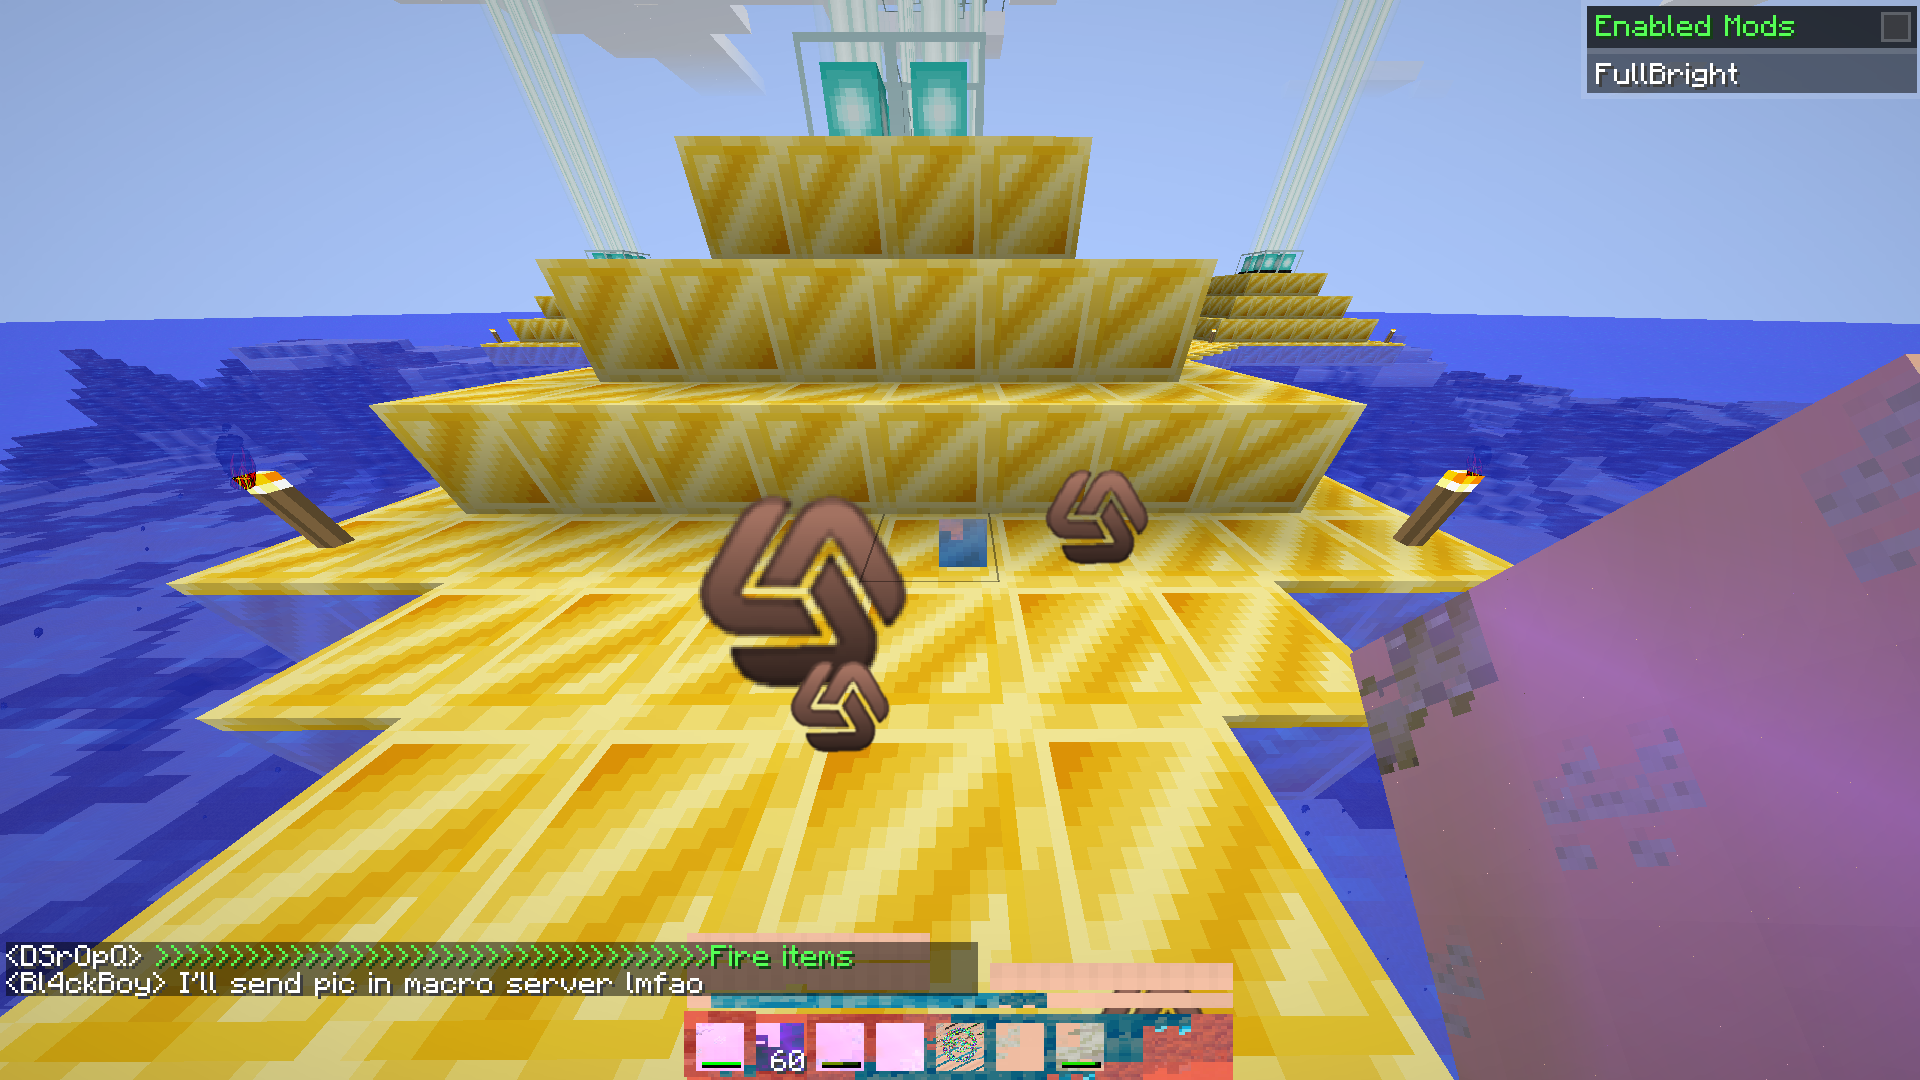 Enabled Mods
FullBright
<D5rOpQ> >>>>>>>>>>>>>>>>>>>>>>>>>>>>>>>>>>>>>Fire items
<Bl4ckBoy> I'll send pic in macro server lmfao
60